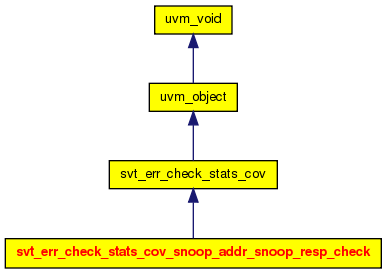 uvm_void
uvm_object
svt_err_check_stats_cov
svt_err_check_stats_cov_snoop_addr_snoop_resp_check